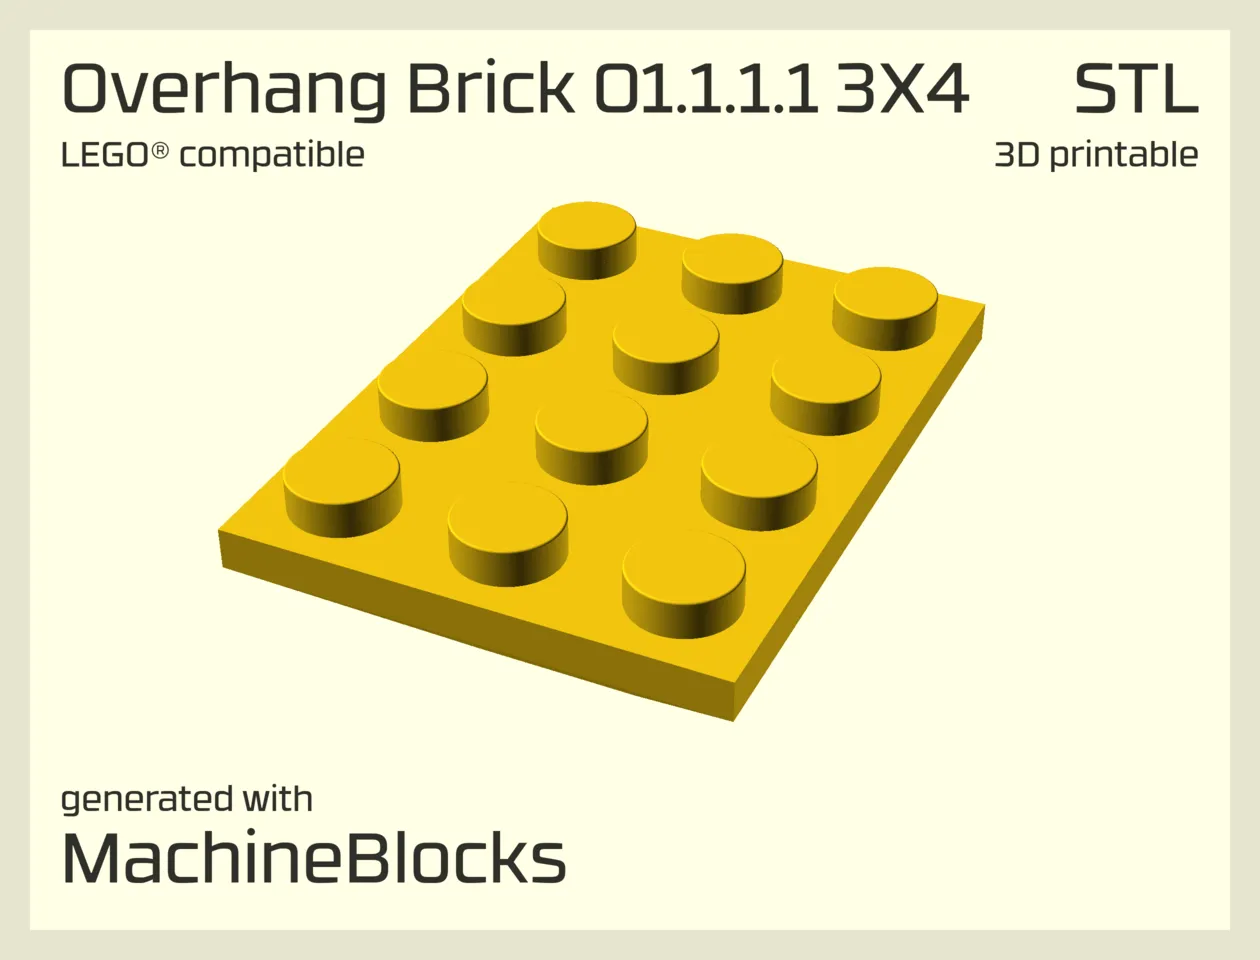 Overhang Brick 01.1.1.1 3X4 STL
LEGO® compatible 3D printable
generated with
MachineBlocks